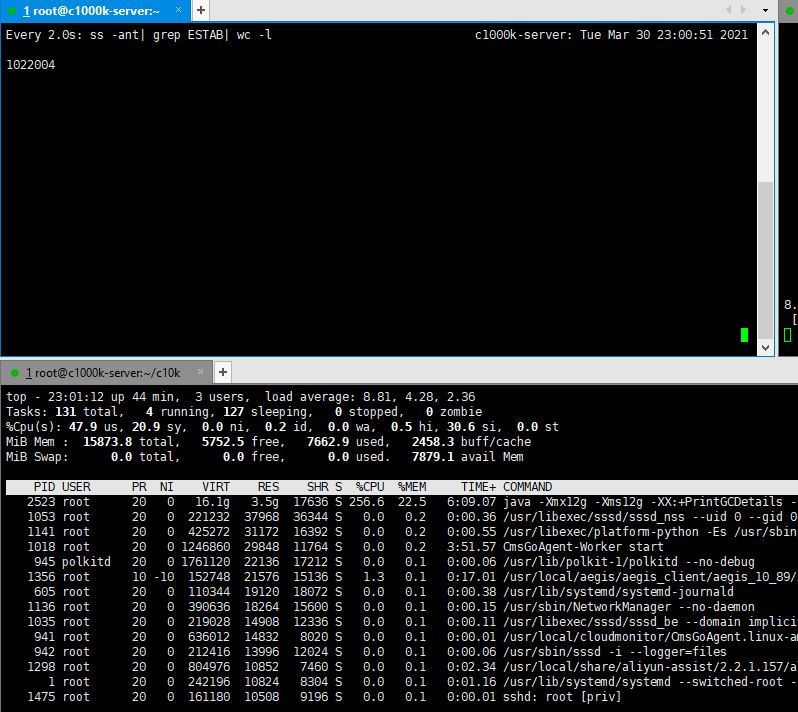 1 root@c1000k-server:~ × +
Every 2.0s: ss -ant| grep ESTAB| wc -l c1000k-server: Tue Mar 30 23:00:51 2021
1022004
8.
[
1 root@c1000k-server:~/c10k × +
top - 23:01:12 up 44 min, 3 users, load average: 8.81, 4.28, 2.36
Tasks: 131 total, 4 running, 127 sleeping, 0 stopped, 0 zombie
%Cpu(s): 47.9 us, 20.9 sy, 0.0 ni, 0.2 id, 0.0 wa, 0.5 hi, 30.6 si, 0.0 st
MiB Mem : 15873.8 total, 5752.5 free, 7662.9 used, 2458.3 buff/cache
MiB Swap: 0.0 total, 0.0 free, 0.0 used. 7879.1 avail Mem
PID USER PR NI VIRT RES SHR S %CPU %MEM TIME+ COMMAND
2523 root 20 0 16.1g 3.5g 17636 S 256.6 22.5 6:09.07 java -Xmx12g -Xms12g -XX:+PrintGCDetails -
1053 root 20 0 221232 37968 36344 S 0.0 0.2 0:00.36 /usr/libexec/sssd/sssd_nss --uid 0 --gid 0
1141 root 20 0 425272 31172 16392 S 0.0 0.2 0:00.55 /usr/libexec/platform-python -Es /usr/sbin
1018 root 20 0 1246860 29848 11764 S 0.0 0.2 3:51.57 CmsGoAgent-Worker start
945 polkitd 20 0 1761120 22136 17212 S 0.0 0.1 0:00.06 /usr/lib/polkit-1/polkitd --no-debug
1356 root 10 -10 152748 21576 15136 S 1.3 0.1 0:17.01 /usr/local/aegis/aegis_client/aegis_10_89/
605 root 20 0 110344 19120 18072 S 0.0 0.1 0:00.38 /usr/lib/systemd/systemd-journald
1136 root 20 0 390636 18264 15600 S 0.0 0.1 0:00.15 /usr/sbin/NetworkManager --no-daemon
1035 root 20 0 219028 14908 12336 S 0.0 0.1 0:00.11 /usr/libexec/sssd/sssd_be --domain implici
941 root 20 0 636012 14832 8020 S 0.0 0.1 0:00.01 /usr/local/cloudmonitor/CmsGoAgent.linux-a
942 root 20 0 212416 13996 12024 S 0.0 0.1 0:00.06 /usr/sbin/sssd -i --logger=files
1298 root 20 0 804976 10852 7460 S 0.0 0.1 0:02.34 /usr/local/share/aliyun-assist/2.2.1.157/a
1 root 20 0 242196 10824 8304 S 0.0 0.1 0:01.16 /usr/lib/systemd/systemd --switched-root -
1475 root 20 0 161180 10508 9196 S 0.0 0.1 0:00.01 sshd: root [priv]